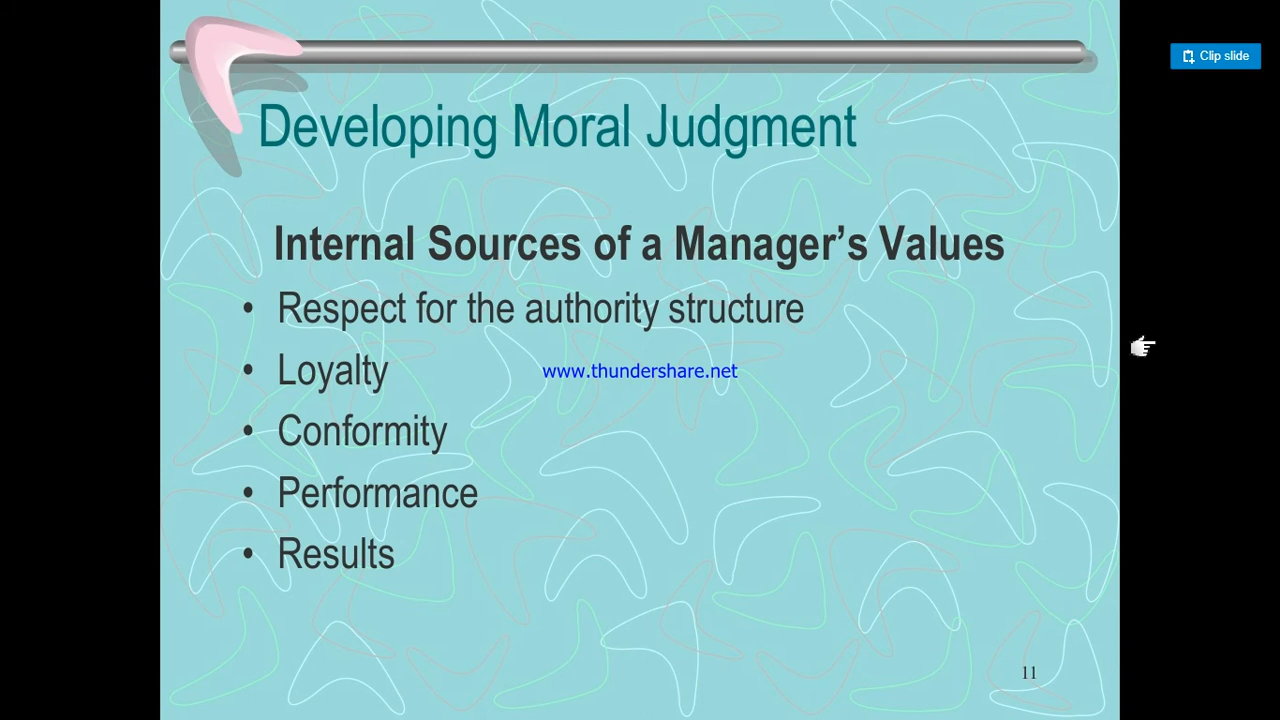 Clip slide
Developing Moral Judgment
Internal Sources of a Manager’s Values
• Respect for the authority structure
• Loyalty
www.thundershare.net
• Conformity
• Performance
• Results
11